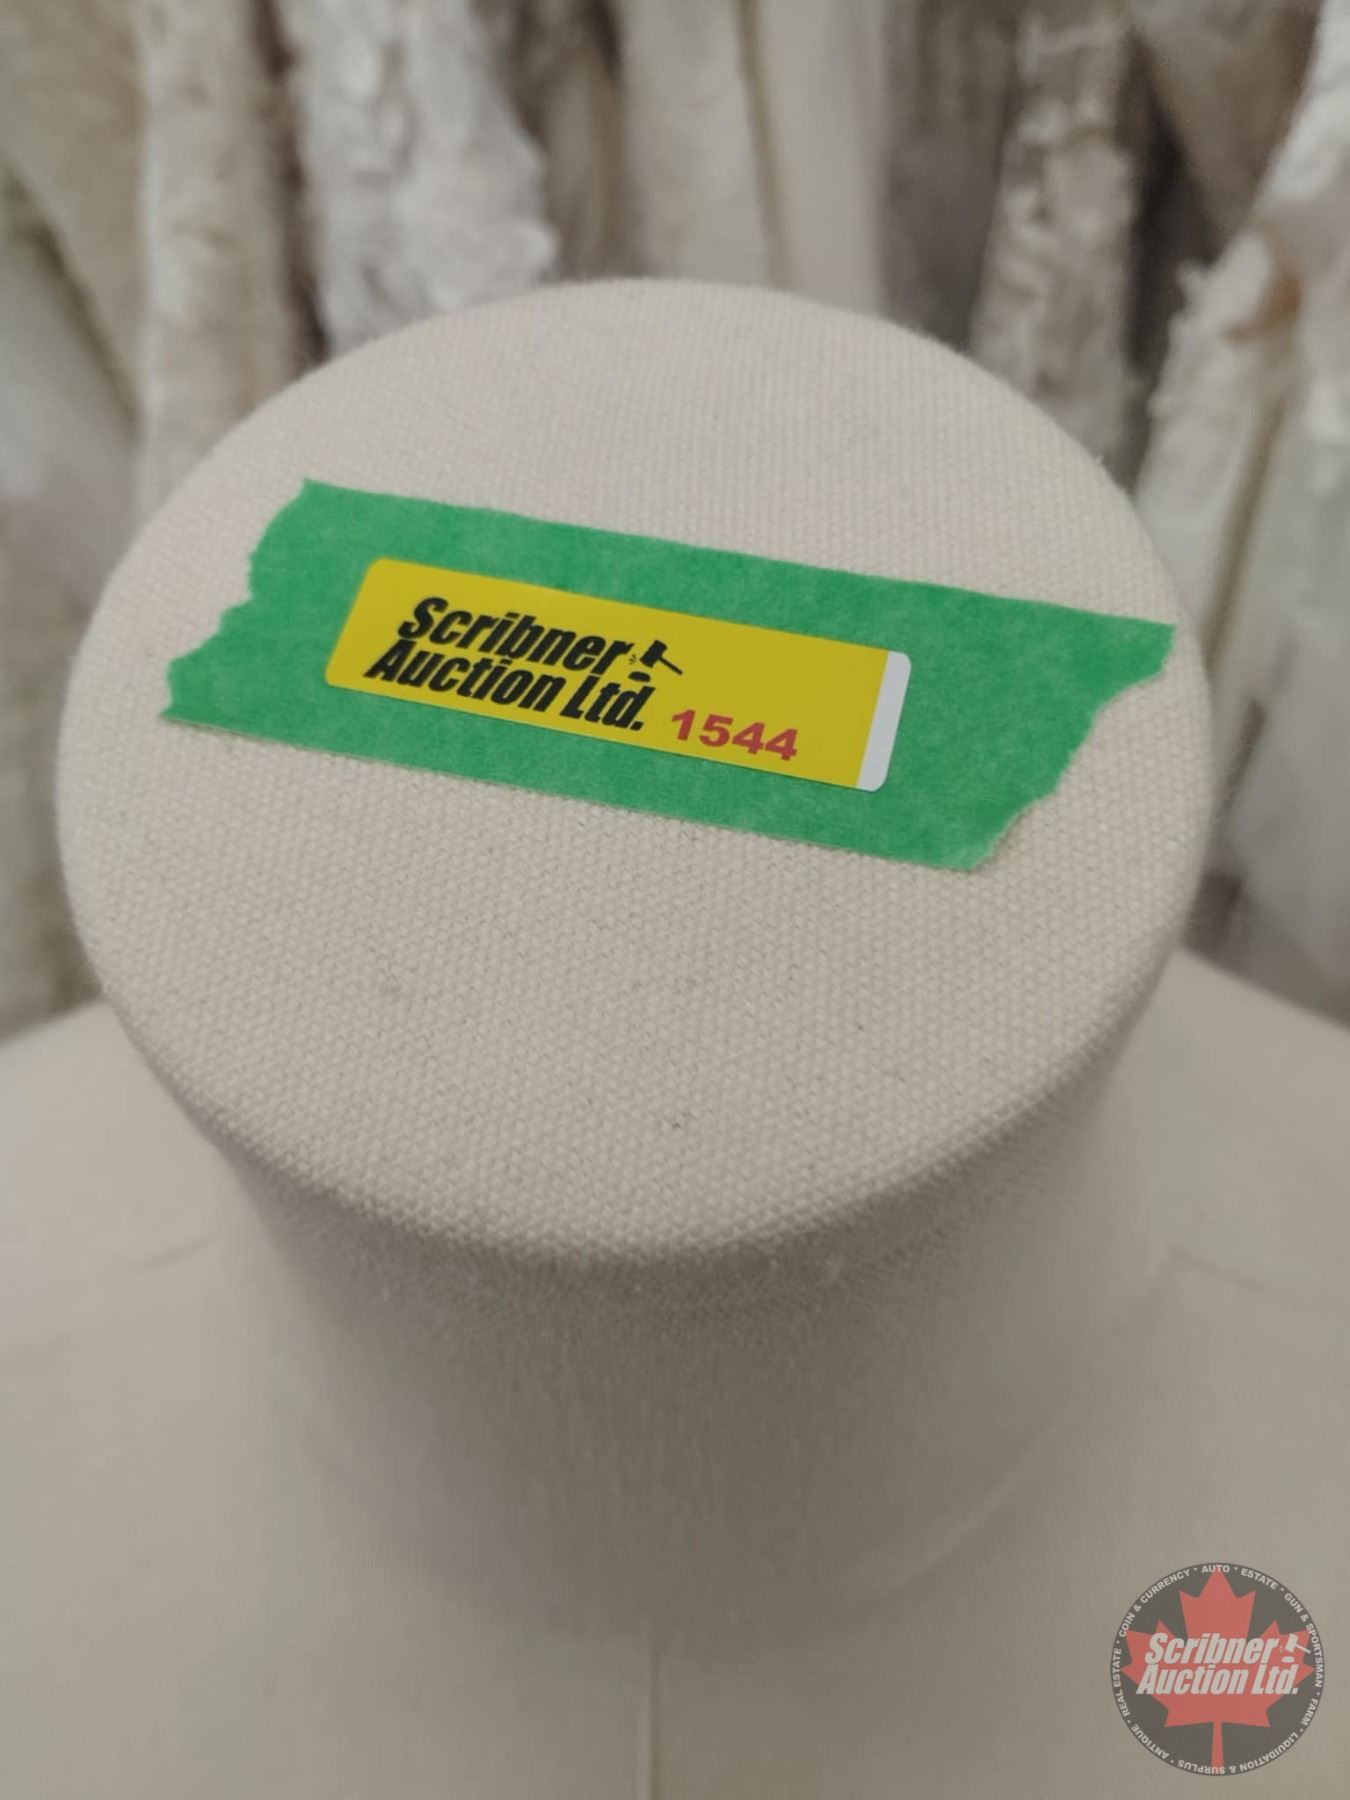 Scribner
Auction Ltd.
1544
COIN & CURRENCY • AUTO • ESTATE • GUN & SPORTSMAN • FARM • LIQUIDATION & SURPLUS • ANTIQUE • REAL ESTATE •
Scribner
Auction Ltd.